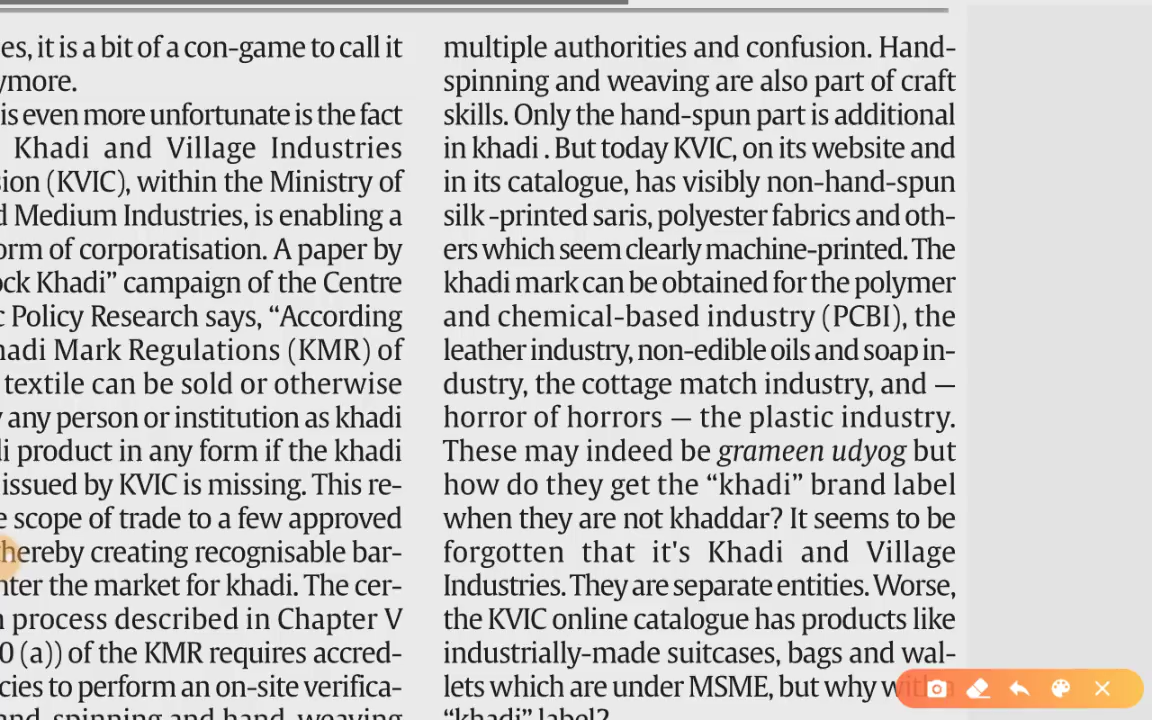 es, it is a bit of a con-game to call it
ymore.
is even more unfortunate is the fact
Khadi and Village Industries
sion (KVIC), within the Ministry of
d Medium Industries, is enabling a
orm of corporatisation. A paper by
ock Khadi” campaign of the Centre
c Policy Research says, “According
hadi Mark Regulations (KMR) of
textile can be sold or otherwise
y any person or institution as khadi
di product in any form if the khadi
issued by KVIC is missing. This re-
e scope of trade to a few approved
thereby creating recognisable bar-
nter the market for khadi. The cer-
n process described in Chapter V
0 (a)) of the KMR requires accred-
cies to perform an on-site verifica-
and spinning and hand weaving
multiple authorities and confusion. Hand-
spinning and weaving are also part of craft
skills. Only the hand-spun part is additional
in khadi . But today KVIC, on its website and
in its catalogue, has visibly non-hand-spun
silk -printed saris, polyester fabrics and oth-
ers which seem clearly machine-printed. The
khadi mark can be obtained for the polymer
and chemical-based industry (PCBI), the
leather industry, non-edible oils and soap in-
dustry, the cottage match industry, and —
horror of horrors — the plastic industry.
These may indeed be grameen udyog but
how do they get the “khadi” brand label
when they are not khaddar? It seems to be
forgotten that it's Khadi and Village
Industries. They are separate entities. Worse,
the KVIC online catalogue has products like
industrially-made suitcases, bags and wal-
lets which are under MSME, but why with a
“khadi” label?